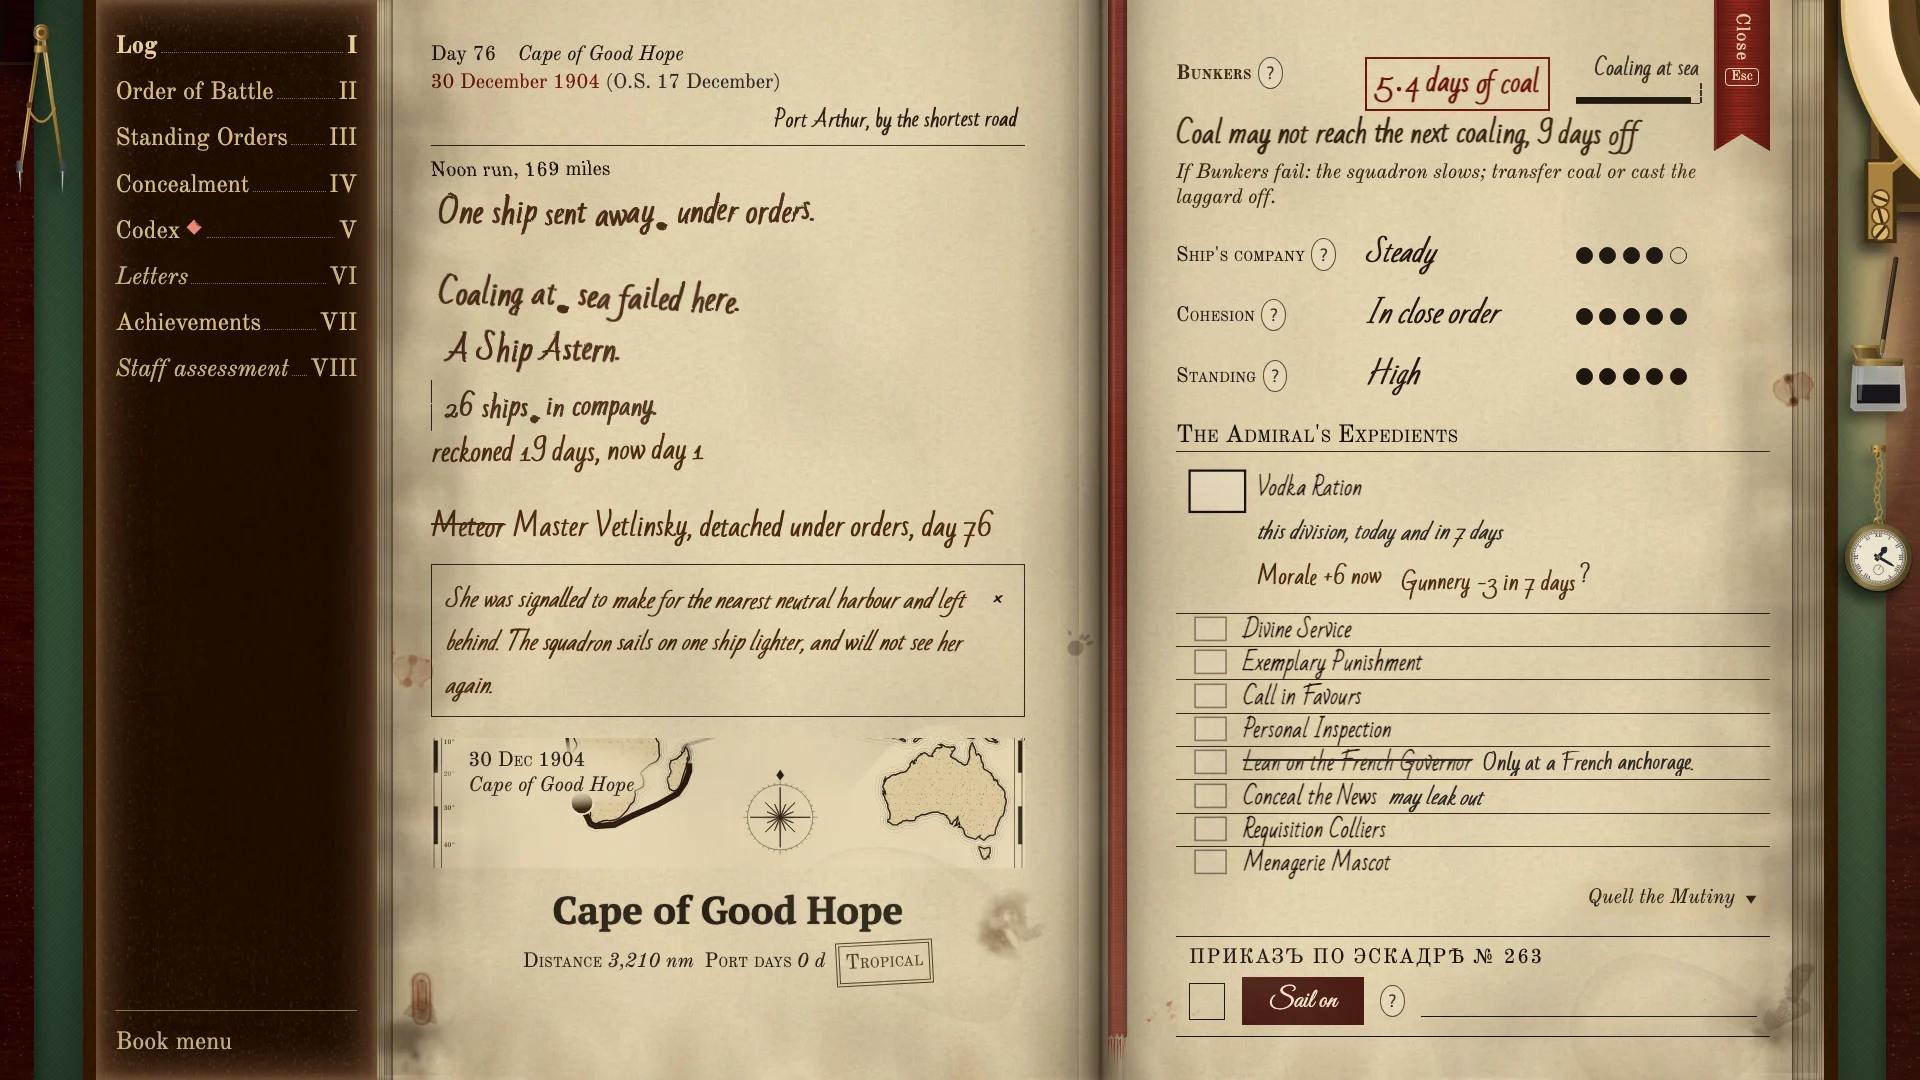 Log I
Order of Battle II
Standing Orders III
Concealment IV
Codex V
Letters VI
Achievements VII
Staff assessment VIII
Book menu
Day 76 Cape of Good Hope
30 December 1904 (O.S. 17 December)
Port Arthur, by the shortest road
Noon run, 169 miles
One ship sent away. under orders.
Coaling at. sea failed here.
A Ship Astern.
26 ships. in company.
reckoned 19 days, now day 1
Meteor Master Vetlinsky, detached under orders, day 76
She was signalled to make for the nearest neutral harbour and left
behind. The squadron sails on one ship lighter, and will not see her
again.
×
10°
20°
30°
40°
30 Dec 1904
Cape of Good Hope
Cape of Good Hope
Distance 3,210 nm Port days 0 d Tropical
Close
Esc
Bunkers ? 5.4 days of coal Coaling at sea
Coal may not reach the next coaling, 9 days off
If Bunkers fail: the squadron slows; transfer coal or cast the
laggard off.
Ship's company ? Steady
Cohesion ? In close order
Standing ? High
The Admiral's Expedients
Vodka Ration
this division, today and in 7 days
Morale +6 now Gunnery -3 in 7 days ?
Divine Service
Exemplary Punishment
Call in Favours
Personal Inspection
Lean on the French Governor Only at a French anchorage.
Conceal the News may leak out
Requisition Colliers
Menagerie Mascot
Quell the Mutiny ▼
ПРИКАЗЪ ПО ЭСКАДРѢ № 263
Sail on ?